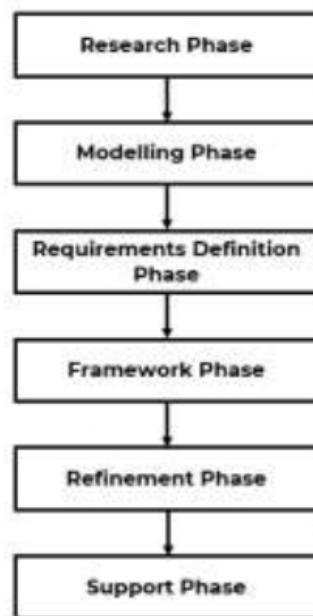 Research Phase
Modelling Phase
Requirements Definition
Phase
Framework Phase
Refinement Phase
Support Phase